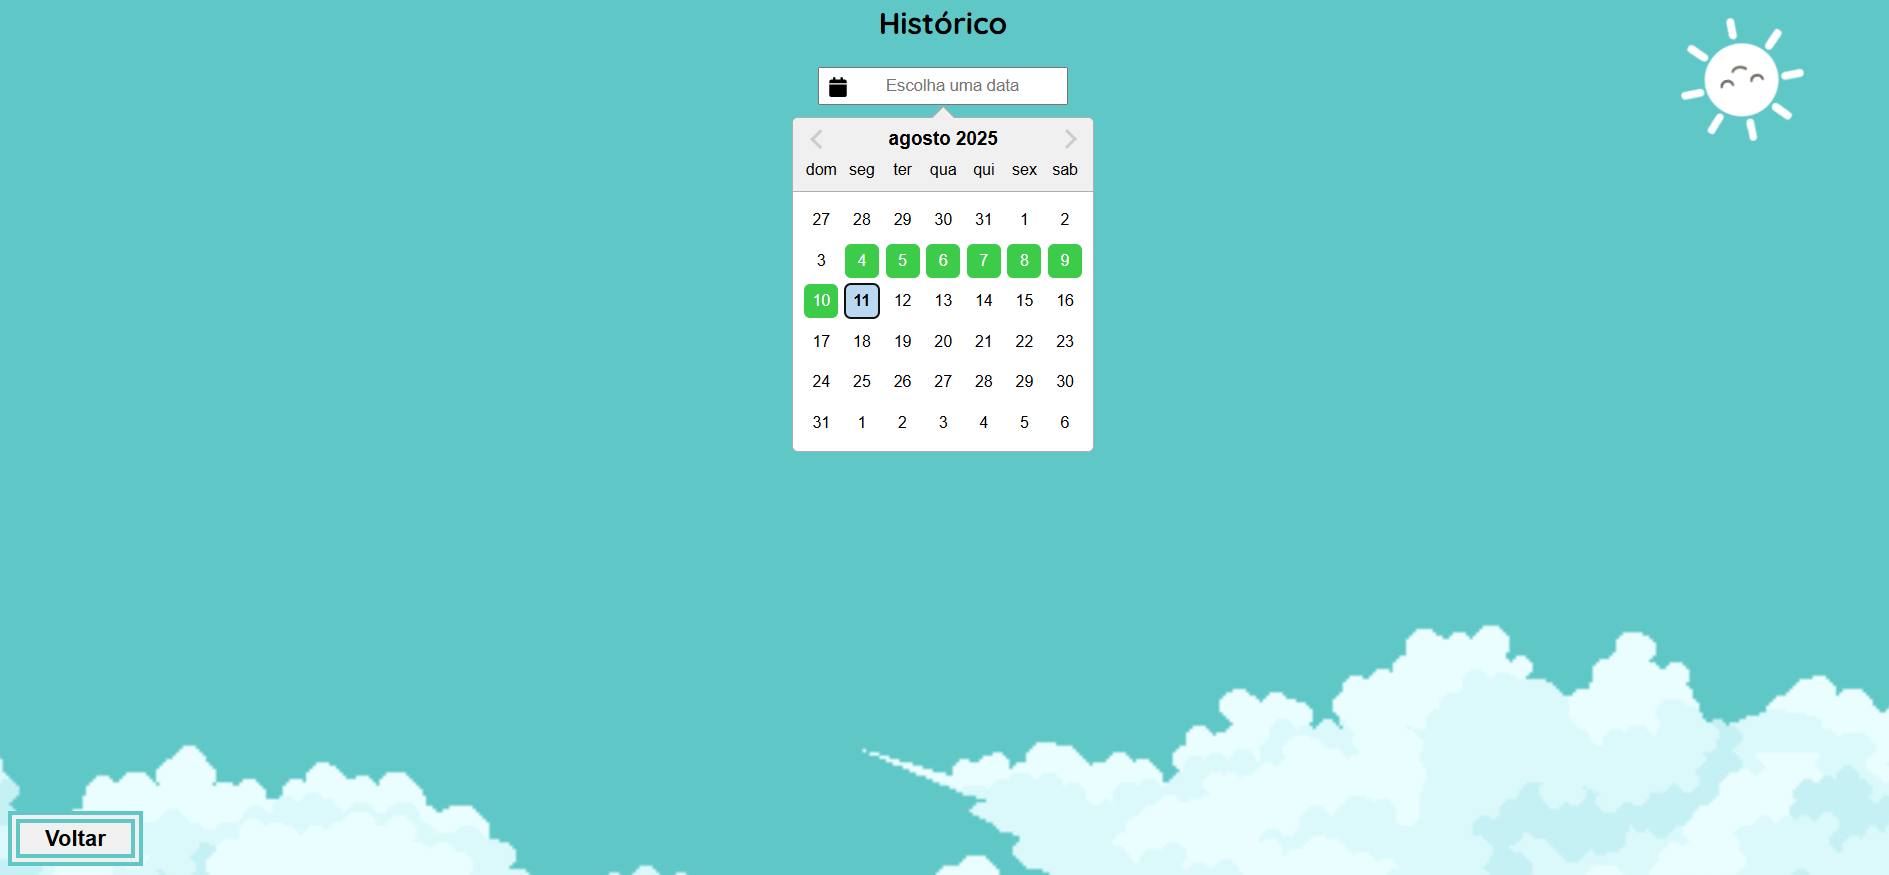 Histórico
Escolha uma data
agosto 2025
dom seg ter qua qui sex sab
27 28 29 30 31 1 2
3 4 5 6 7 8 9
10 11 12 13 14 15 16
17 18 19 20 21 22 23
24 25 26 27 28 29 30
31 1 2 3 4 5 6
Voltar